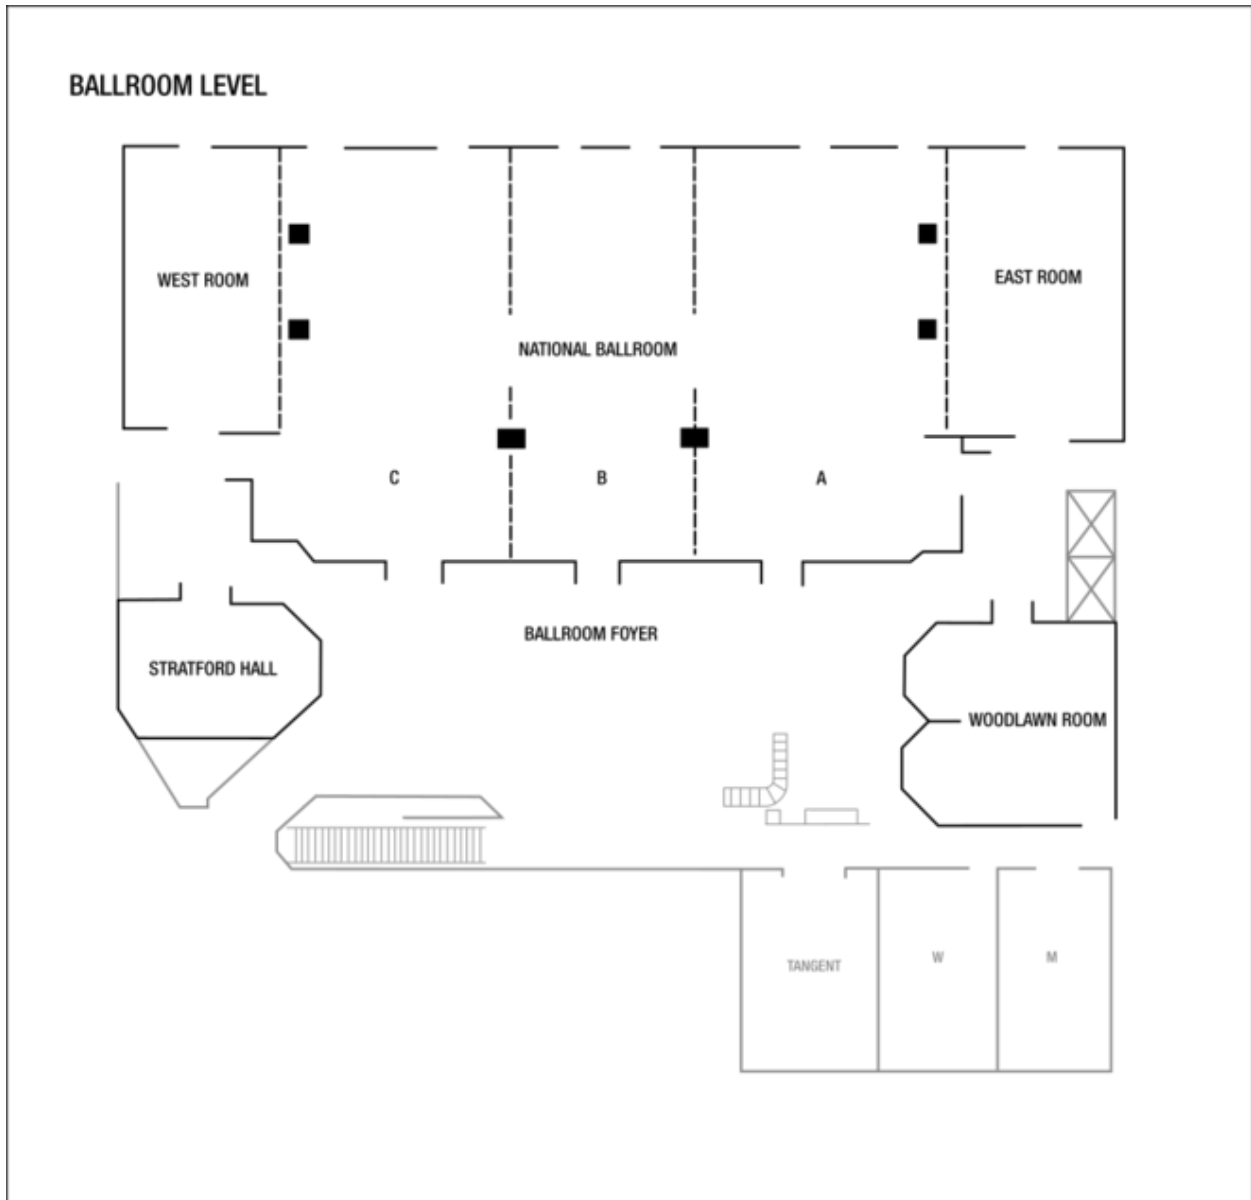 BALLROOM LEVEL
WEST ROOM
EAST ROOM
NATIONAL BALLROOM
C
B
A
BALLROOM FOYER
STRATFORD HALL
WOODLAWN ROOM
TANGENT
W
M